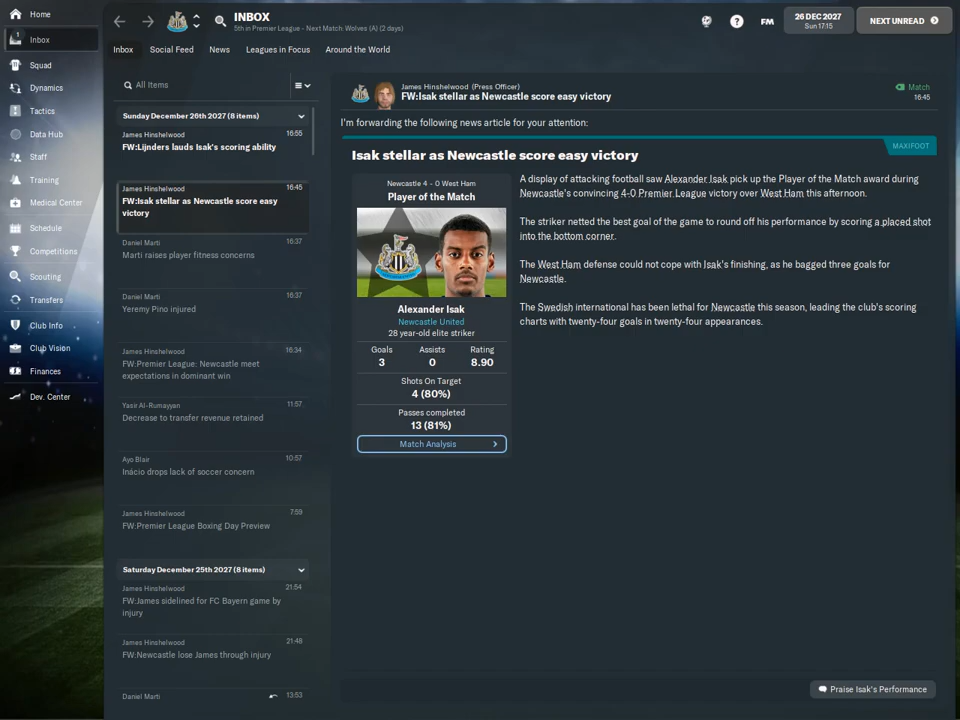 Home
1
Inbox
Squad
Dynamics
Tactics
Data Hub
Staff
Training
Medical Center
Schedule
Competitions
Scouting
Transfers
Club Info
Club Vision
Finances
Dev. Center
INBOX
5th in Premier League - Next Match: Wolves (A) (2 days)
?
FM
26 DEC 2027
Sun 17:15
NEXT UNREAD
Inbox
Social Feed
News
Leagues in Focus
Around the World
All Items
Sunday December 26th 2027 (8 items)
James Hinshelwood 16:55
FW:Lijnders lauds Isak's scoring ability
James Hinshelwood 16:45
FW:Isak stellar as Newcastle score easy
victory
Daniel Marti 16:37
Marti raises player fitness concerns
Daniel Marti 16:37
Yeremy Pino injured
James Hinshelwood 16:34
FW:Premier League: Newcastle meet
expectations in dominant win
Yasir Al-Rumayyan 11:57
Decrease to transfer revenue retained
Ayo Blair 10:57
Inácio drops lack of soccer concern
James Hinshelwood 7:59
FW:Premier League Boxing Day Preview
Saturday December 25th 2027 (8 items)
James Hinshelwood 21:54
FW:James sidelined for FC Bayern game by
injury
James Hinshelwood 21:48
FW:Newcastle lose James through injury
Daniel Marti 13:53
James Hinshelwood (Press Officer)
FW:Isak stellar as Newcastle score easy victory
Match
16:45
I'm forwarding the following news article for your attention:
MAXIFOOT
Isak stellar as Newcastle score easy victory
Newcastle 4 - 0 West Ham
Player of the Match
Alexander Isak
Newcastle United
28 year-old elite striker
Goals Assists Rating
3 0 8.90
Shots On Target
4 (80%)
Passes completed
13 (81%)
Match Analysis
A display of attacking football saw Alexander Isak pick up the Player of the Match award during
Newcastle's convincing 4-0 Premier League victory over West Ham this afternoon.
The striker netted the best goal of the game to round off his performance by scoring a placed shot
into the bottom corner.
The West Ham defense could not cope with Isak's finishing, as he bagged three goals for
Newcastle.
The Swedish international has been lethal for Newcastle this season, leading the club's scoring
charts with twenty-four goals in twenty-four appearances.
Praise Isak's Performance